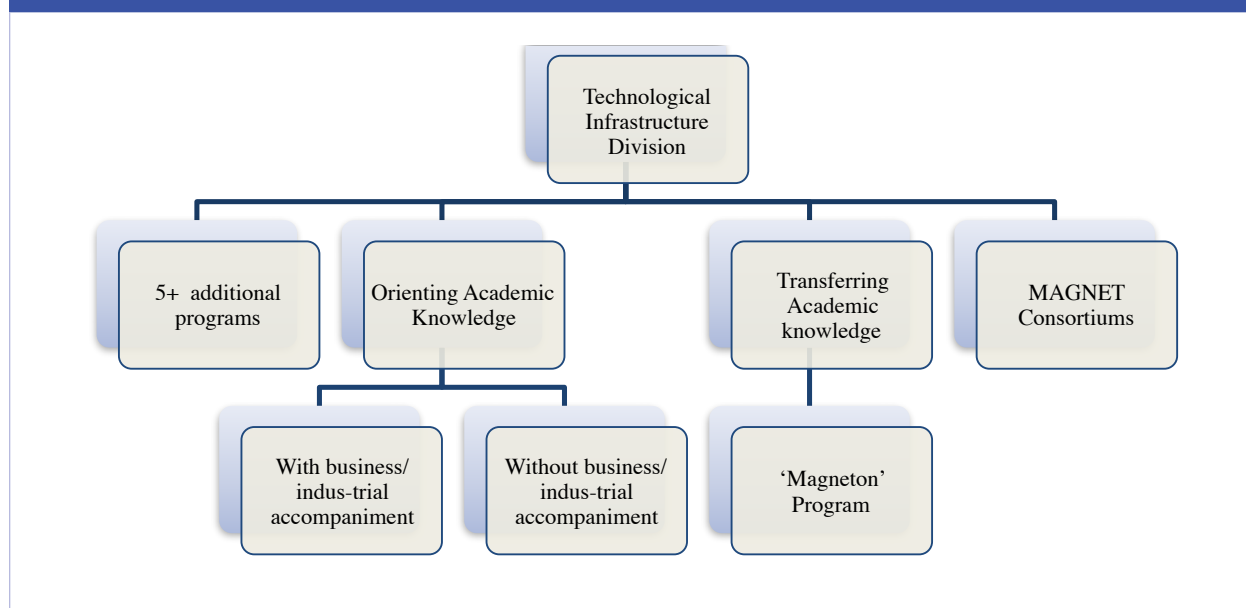 Technological
Infrastructure
Division
5+ additional
programs
Orienting Academic
Knowledge
Transferring
Academic
knowledge
MAGNET
Consortiums
With business/
indus-trial
accompaniment
Without business/
indus-trial
accompaniment
‘Magneton’
Program